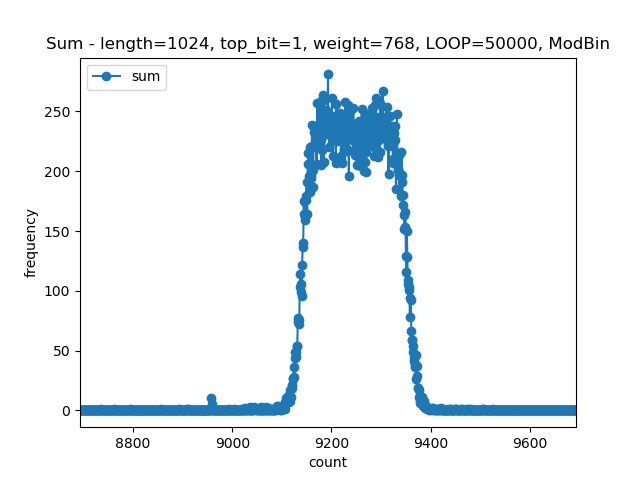 Sum - length=1024, top_bit=1, weight=768, LOOP=50000, ModBin
sum
frequency
250
200
150
100
50
0
8800 9000 9200 9400 9600
count